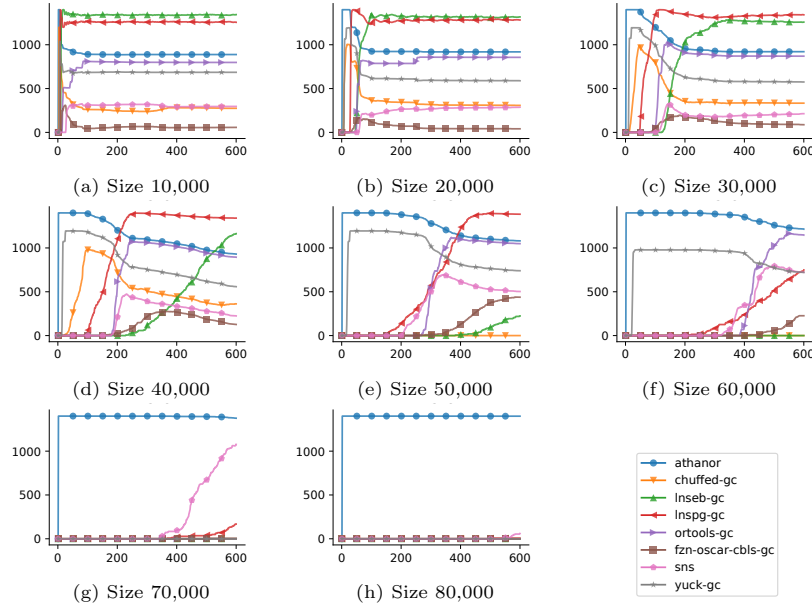 1000
500
0
0 200 400 600
(a) Size 10,000
1000
500
0
0 200 400 600
(b) Size 20,000
1000
500
0
0 200 400 600
(c) Size 30,000
1000
500
0
0 200 400 600
(d) Size 40,000
1000
500
0
0 200 400 600
(e) Size 50,000
1000
500
0
0 200 400 600
(f) Size 60,000
1000
500
0
0 200 400 600
(g) Size 70,000
1000
500
0
0 200 400 600
(h) Size 80,000
athanor
chuffed-gc
lnseb-gc
lnspg-gc
ortools-gc
fzn-oscar-cbls-gc
sns
yuck-gc